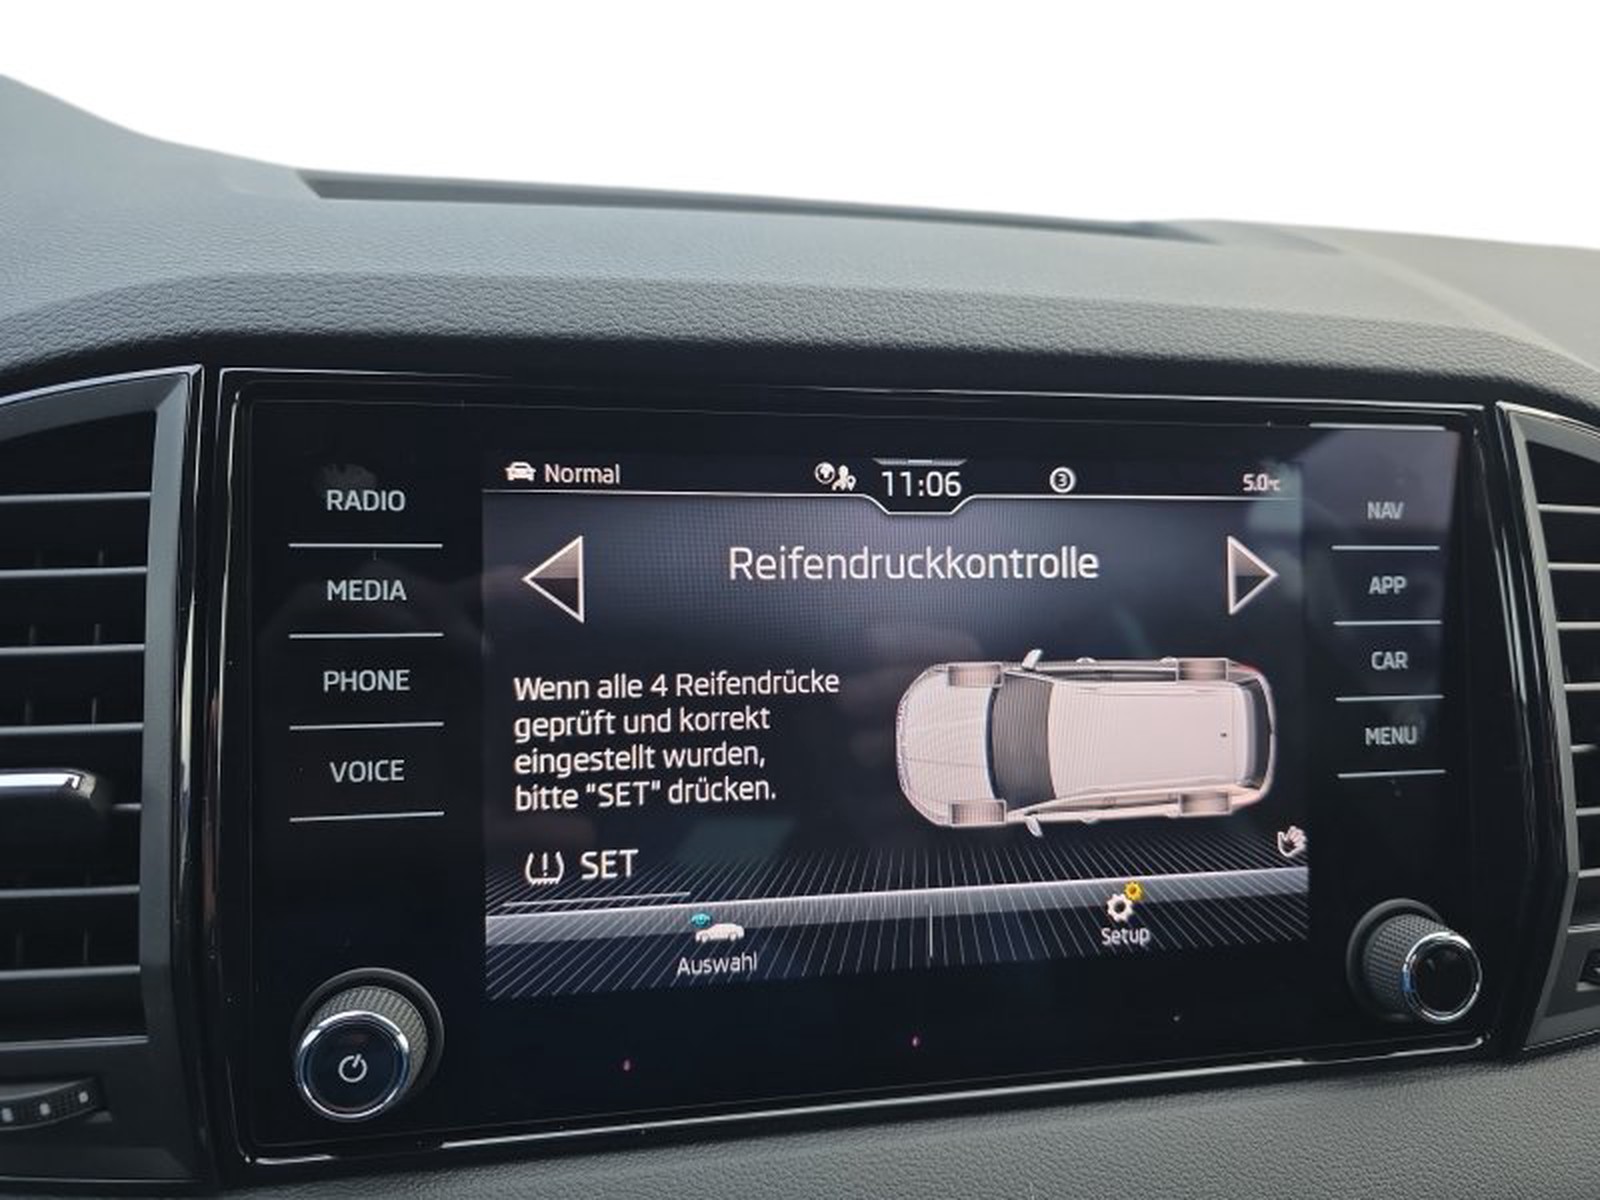 RADIO
MEDIA
PHONE
VOICE
Normal
11:06
3
5.0°C
Reifendruckkontrolle
Wenn alle 4 Reifendrücke
geprüft und korrekt
eingestellt wurden,
bitte "SET" drücken.
SET
Auswahl
Setup
NAV
APP
CAR
MENU